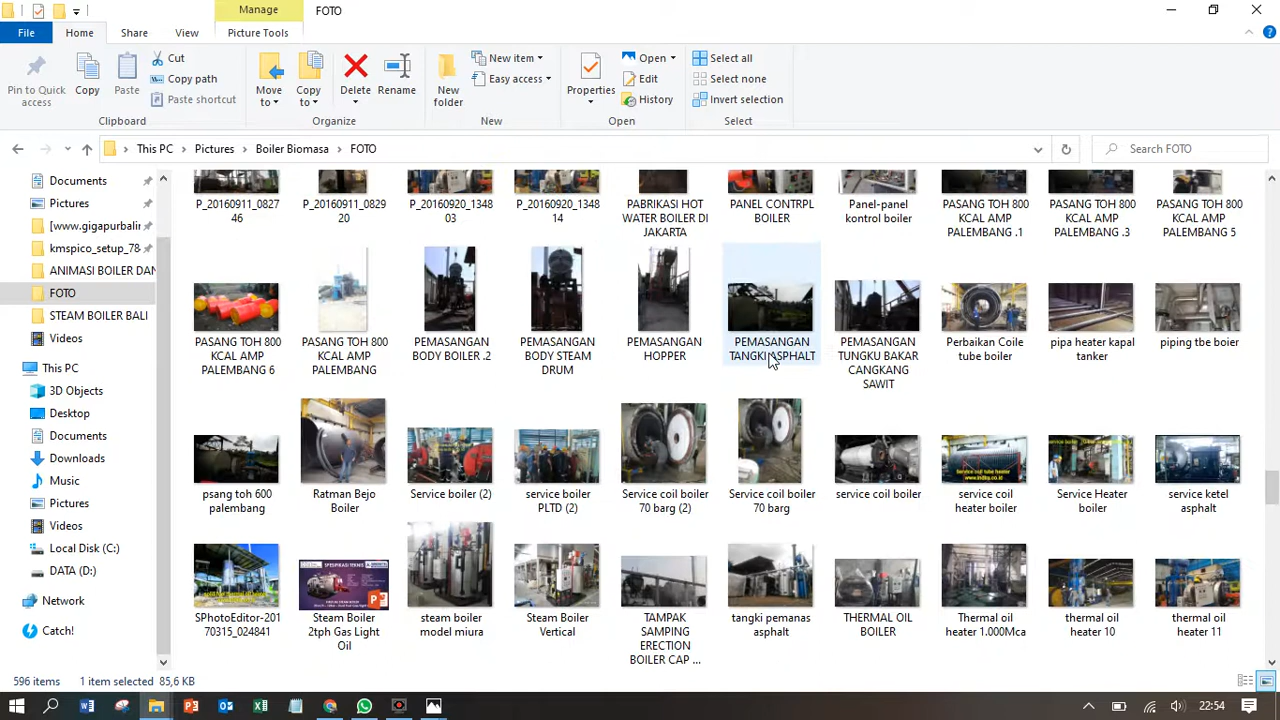 Manage
FOTO
File
Home
Share
View
Picture Tools
Pin to Quick access
Copy
Paste
Cut
Copy path
Paste shortcut
Clipboard
Move to
Copy to
Delete
Rename
Organize
New folder
New item
Easy access
New
Properties
Open
Edit
History
Open
Select all
Select none
Invert selection
Select
This PC > Pictures > Boiler Biomasa > FOTO
Search FOTO
Documents
Pictures
[www.gigapurbalin
kmspico_setup_78
ANIMASI BOILER DAN
FOTO
STEAM BOILER BALI
Videos
This PC
3D Objects
Desktop
Documents
Downloads
Music
Pictures
Videos
Local Disk (C:)
DATA (D:)
Network
Catch!
P_20160911_0827
46
P_20160911_0829
20
P_20160920_1348
03
P_20160920_1348
14
PABRIKASI HOT
WATER BOILER DI
JAKARTA
PANEL CONTRPL
BOILER
Panel-panel
kontrol boiler
PASANG TOH 800
KCAL AMP
PALEMBANG .1
PASANG TOH 800
KCAL AMP
PALEMBANG .3
PASANG TOH 800
KCAL AMP
PALEMBANG 5
PASANG TOH 800
KCAL AMP
PALEMBANG 6
PASANG TOH 800
KCAL AMP
PALEMBANG
PEMASANGAN
BODY BOILER .2
PEMASANGAN
BODY STEAM
DRUM
PEMASANGAN
HOPPER
PEMASANGAN
TANGKI ASPHALT
PEMASANGAN
TUNGKU BAKAR
CANGKANG
SAWIT
Perbaikan Coile
tube boiler
pipa heater kapal
tanker
piping tbe boier
psang toh 600
palembang
Ratman Bejo
Boiler
Service boiler (2)
service boiler
PLTD (2)
Service coil boiler
70 barg (2)
Service coil boiler
70 barg
service coil boiler
service coil
heater boiler
Service Heater
boiler
service ketel
asphalt
SPhotoEditor-201
70315_024841
Steam Boiler
2tph Gas Light
Oil
steam boiler
model miura
Steam Boiler
Vertical
TAMPAK
SAMPING
ERECTION
BOILER CAP ...
tangki pemanas
asphalt
THERMAL OIL
BOILER
Thermal oil
heater 1.000Mca
thermal oil
heater 10
thermal oil
heater 11
596 items
1 item selected 85,6 KB
22:54